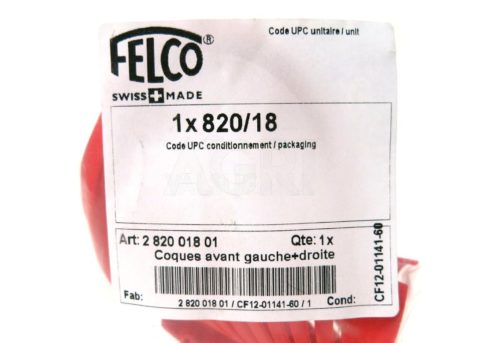 FELCO®
SWISS MADE
Code UPC unitaire / unit
1x 820/18
Code UPC conditionnement / packaging
Art: 2 820 018 01 Qte: 1x
Coques avant gauche+droite
Fab: 2 820 018 01 / CF12-01141-60 / 1 Cond:
CF12-01141-60